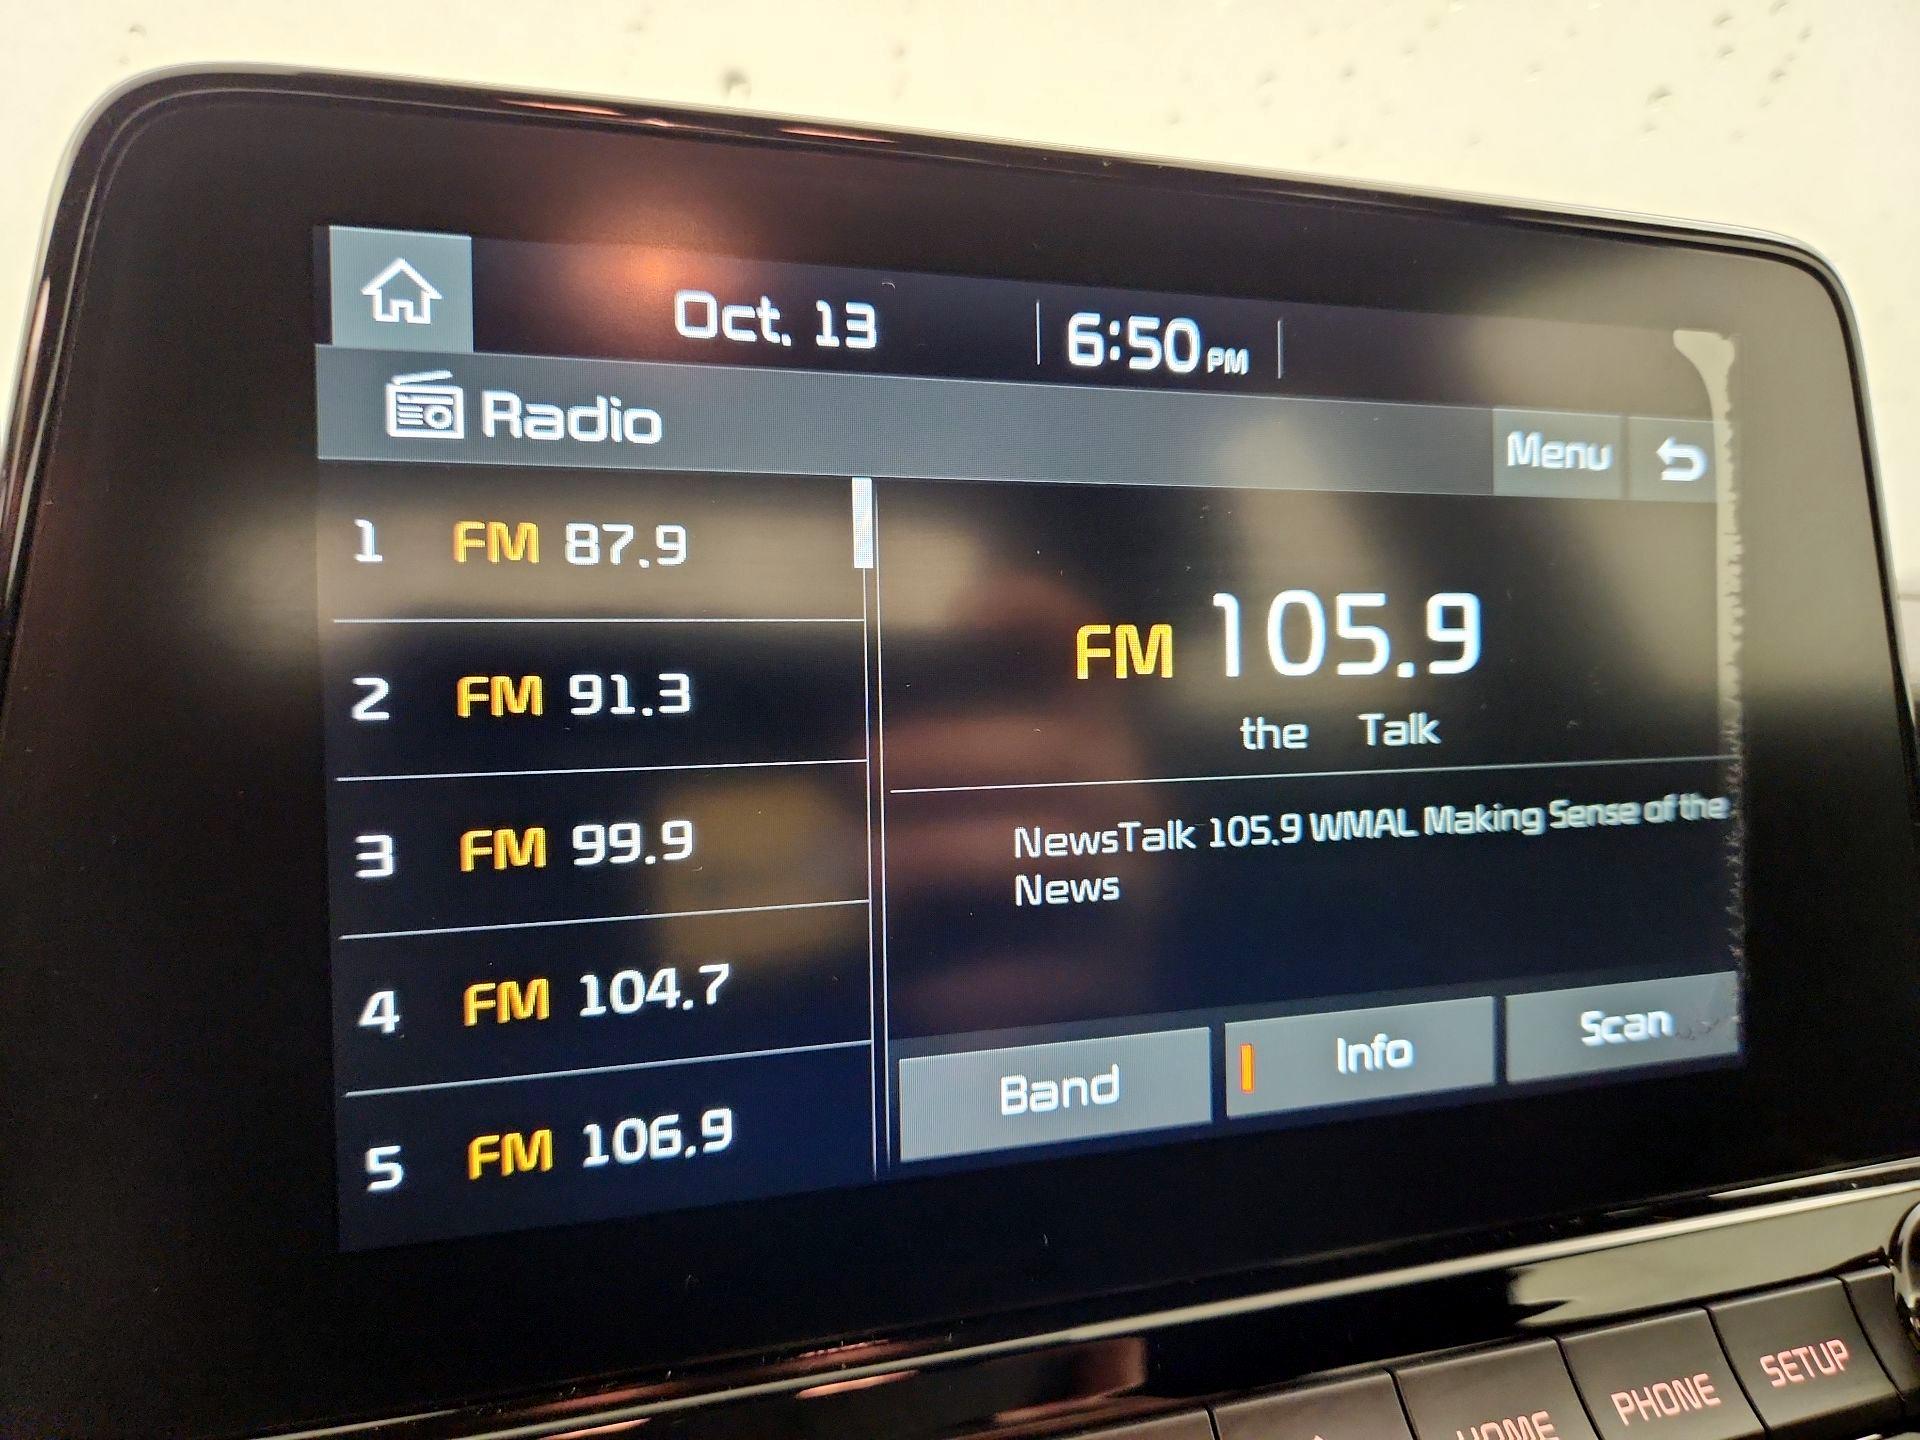 Oct. 13 6:50 PM
Radio
Menu
1 FM 87.9
2 FM 91.3
3 FM 99.9
4 FM 104.7
5 FM 106.9
FM 105.9
the Talk
NewsTalk 105.9 WMAL Making Sense of the
News
Band Info Scan
HOME PHONE SETUP